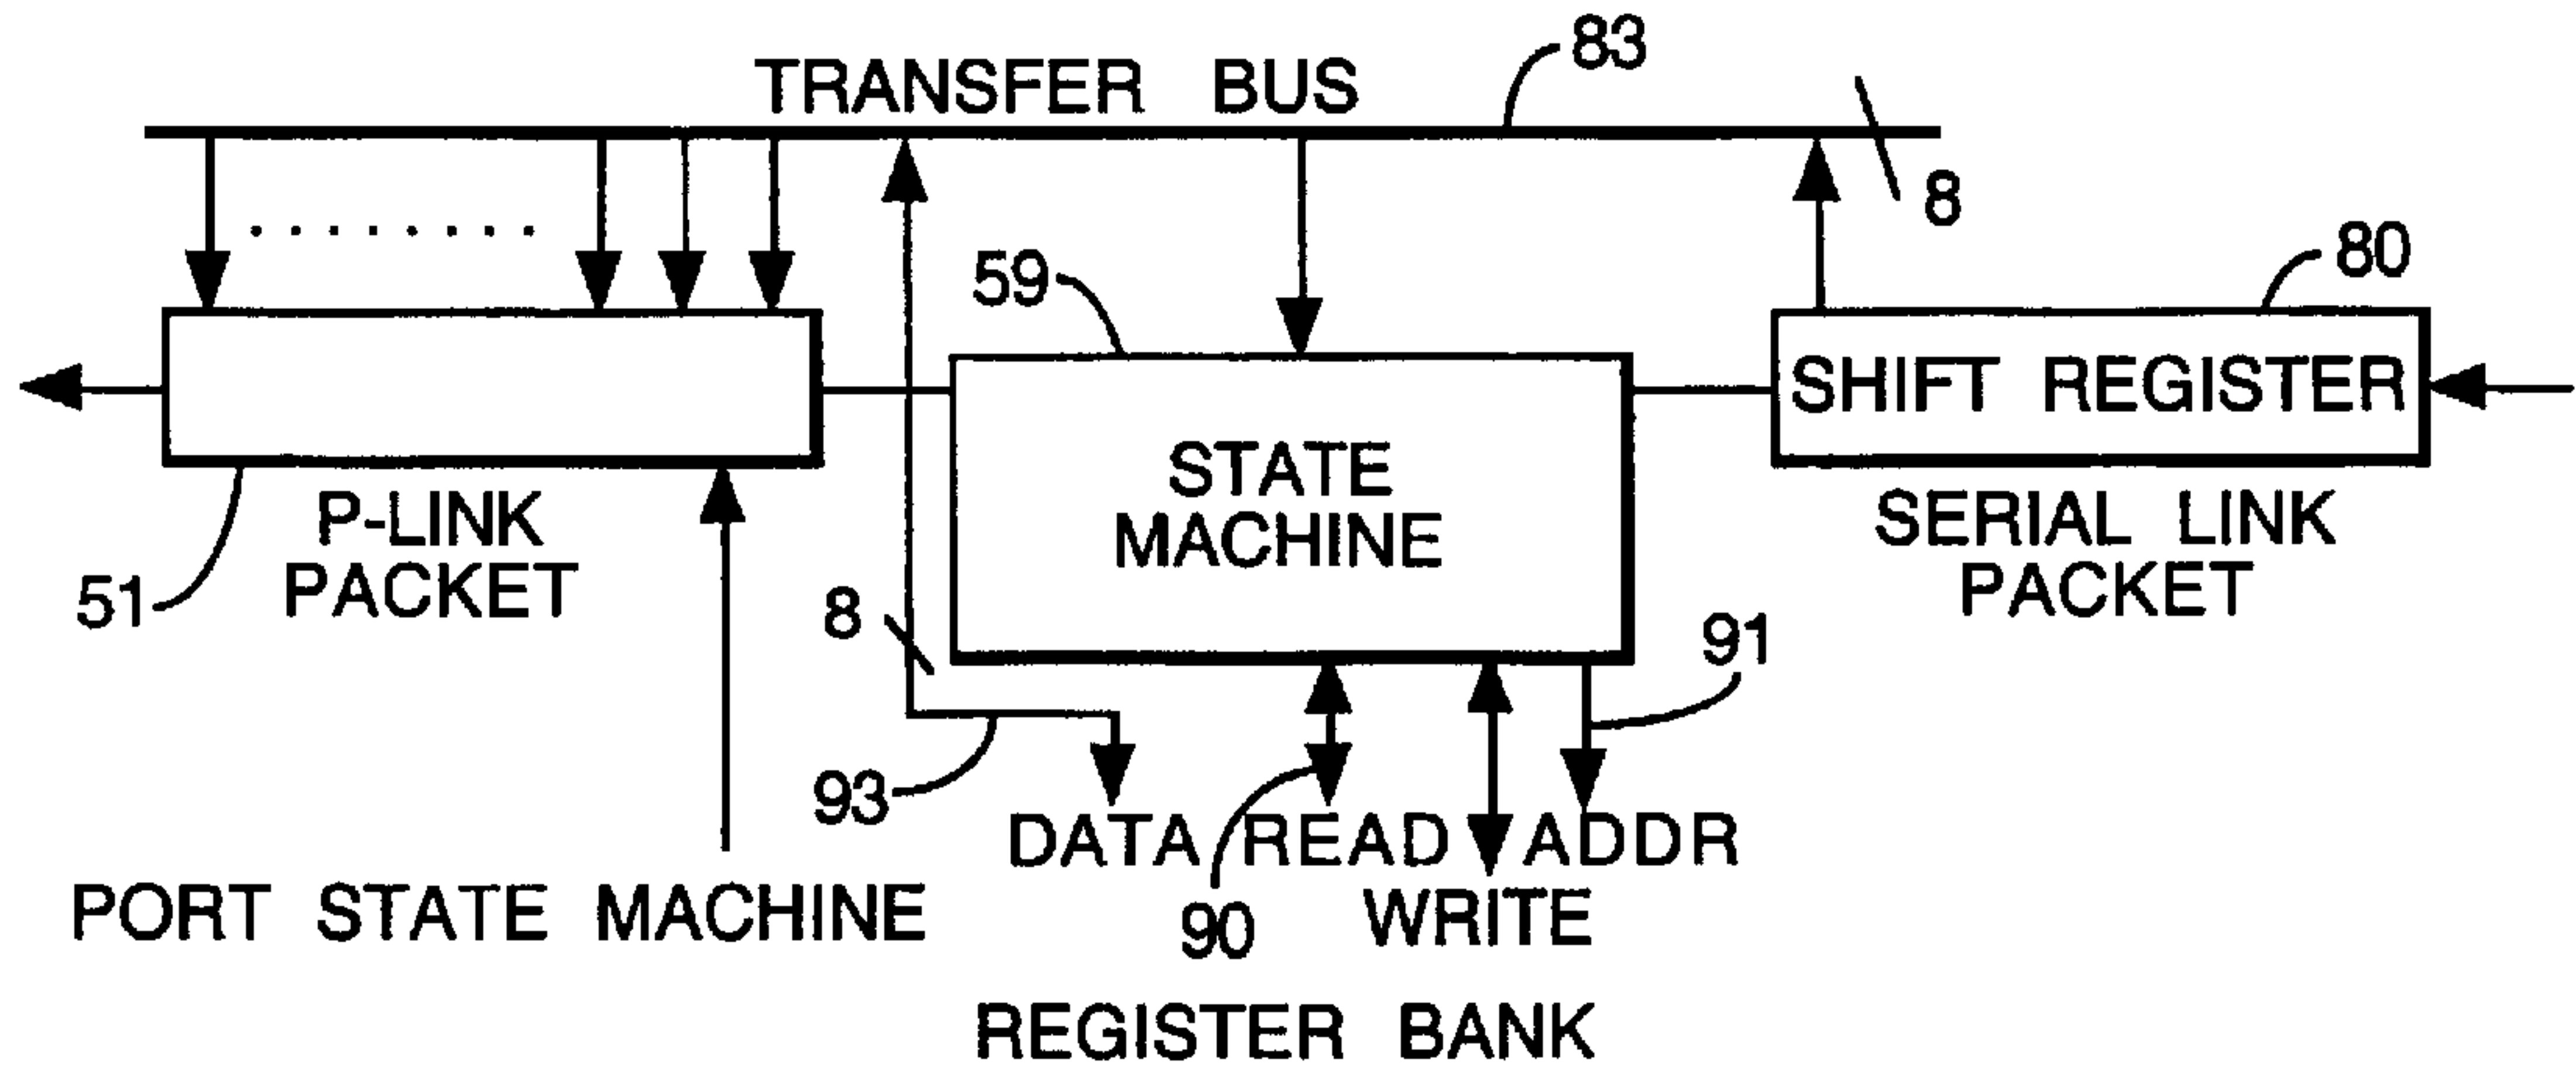 83
TRANSFER BUS
8
80
59
SHIFT REGISTER
STATE
MACHINE
P-LINK
PACKET
SERIAL LINK
PACKET
51
8
91
93
DATA READ ADDR
PORT STATE MACHINE
90
WRITE
REGISTER BANK